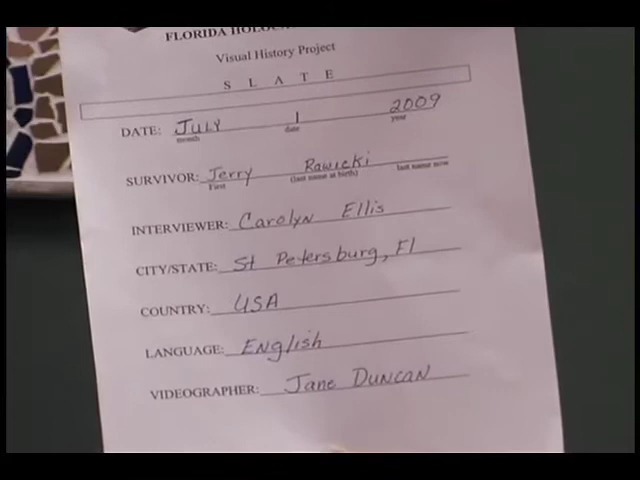 FLORIDA
Visual History Project
S L A T E
DATE: JULY 1 2009
month date year
SURVIVOR: Jerry Rawicki
First (last name at birth) last name now
INTERVIEWER: Carolyn Ellis
CITY/STATE: St Petersburg, Fl
COUNTRY: USA
LANGUAGE: English
VIDEOGRAPHER: Jane Duncan